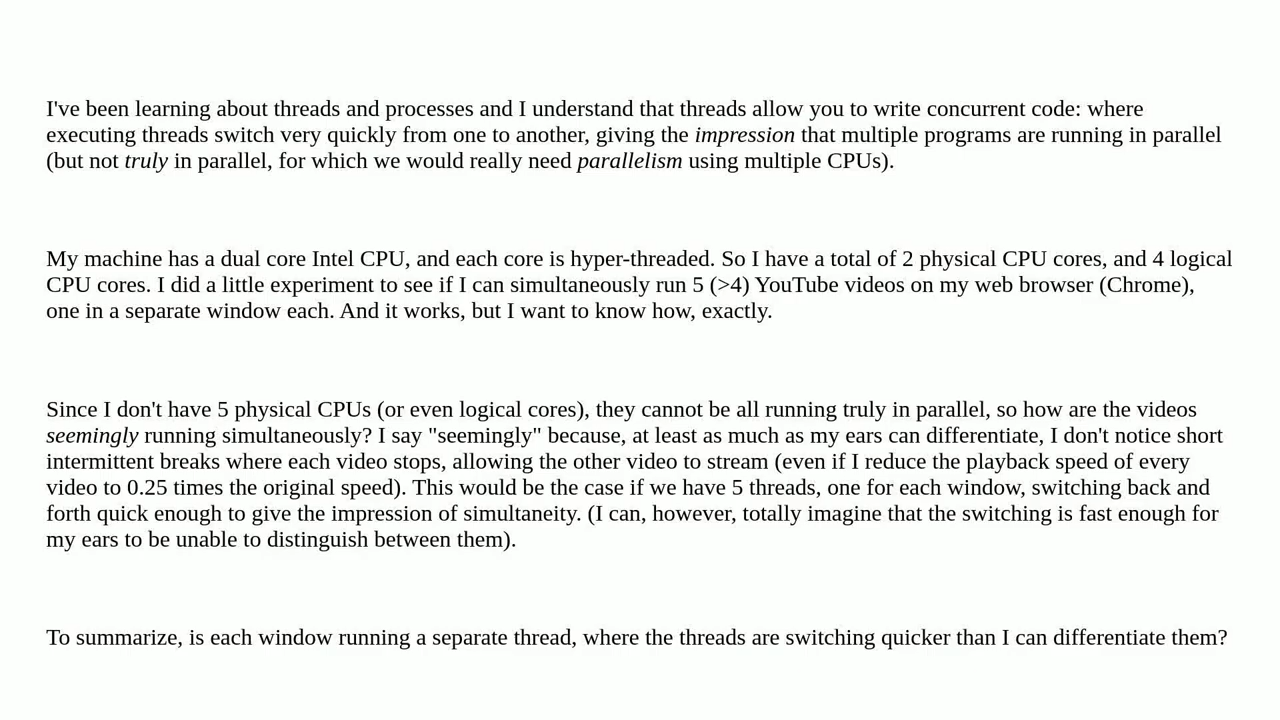 I've been learning about threads and processes and I understand that threads allow you to write concurrent code: where
executing threads switch very quickly from one to another, giving the impression that multiple programs are running in parallel
(but not truly in parallel, for which we would really need parallelism using multiple CPUs).
My machine has a dual core Intel CPU, and each core is hyper-threaded. So I have a total of 2 physical CPU cores, and 4 logical
CPU cores. I did a little experiment to see if I can simultaneously run 5 (>4) YouTube videos on my web browser (Chrome),
one in a separate window each. And it works, but I want to know how, exactly.
Since I don't have 5 physical CPUs (or even logical cores), they cannot be all running truly in parallel, so how are the videos
seemingly running simultaneously? I say "seemingly" because, at least as much as my ears can differentiate, I don't notice short
intermittent breaks where each video stops, allowing the other video to stream (even if I reduce the playback speed of every
video to 0.25 times the original speed). This would be the case if we have 5 threads, one for each window, switching back and
forth quick enough to give the impression of simultaneity. (I can, however, totally imagine that the switching is fast enough for
my ears to be unable to distinguish between them).
To summarize, is each window running a separate thread, where the threads are switching quicker than I can differentiate them?